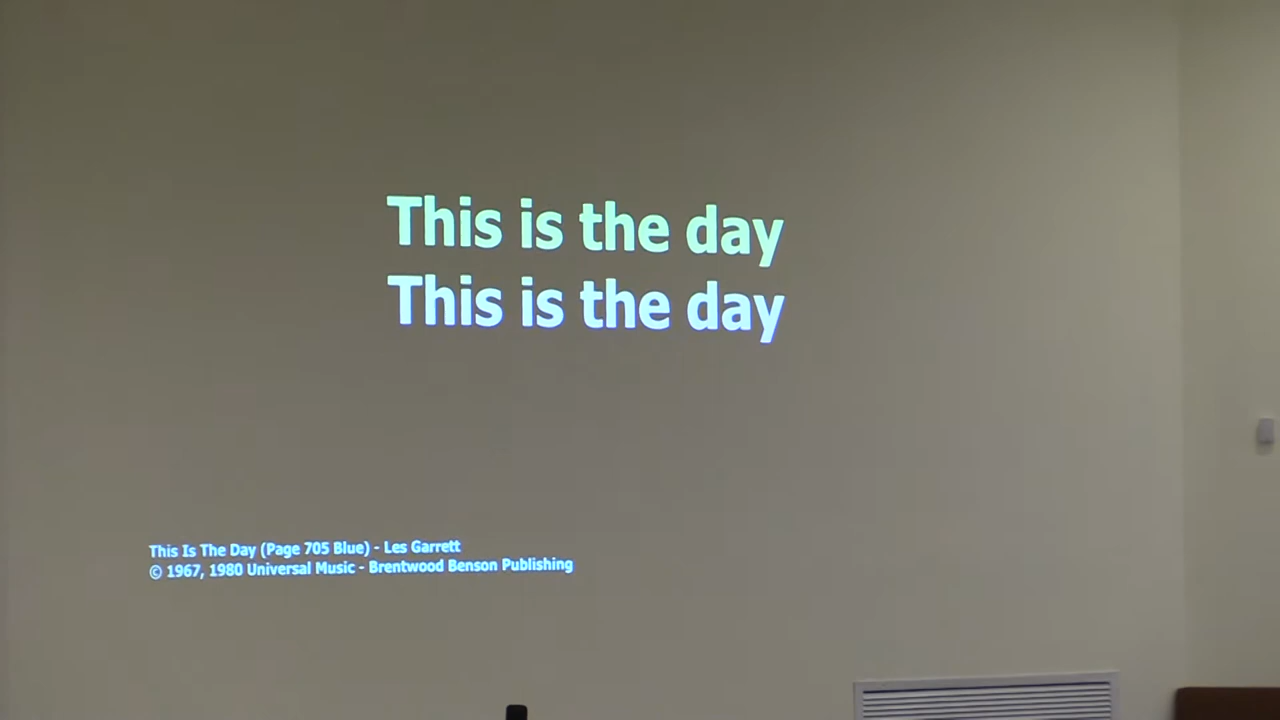 This is the day
This is the day
This Is The Day (Page 705 Blue) - Les Garrett
© 1967, 1980 Universal Music - Brentwood Benson Publishing